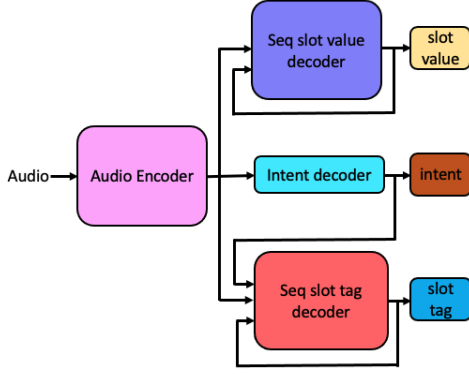 Seq slot value
decoder
slot
value
Audio
Audio Encoder
Intent decoder
intent
Seq slot tag
decoder
slot
tag